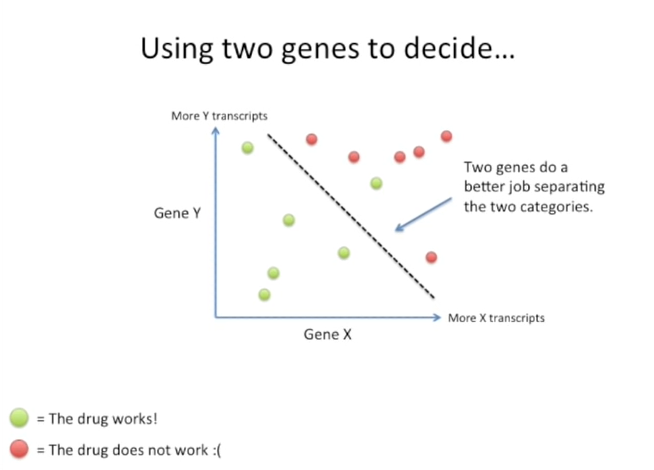 Using two genes to decide...
More Y transcripts
Two genes do a
better job separating
the two categories.
Gene Y
More X transcripts
Gene X
= The drug works!
= The drug does not work :(